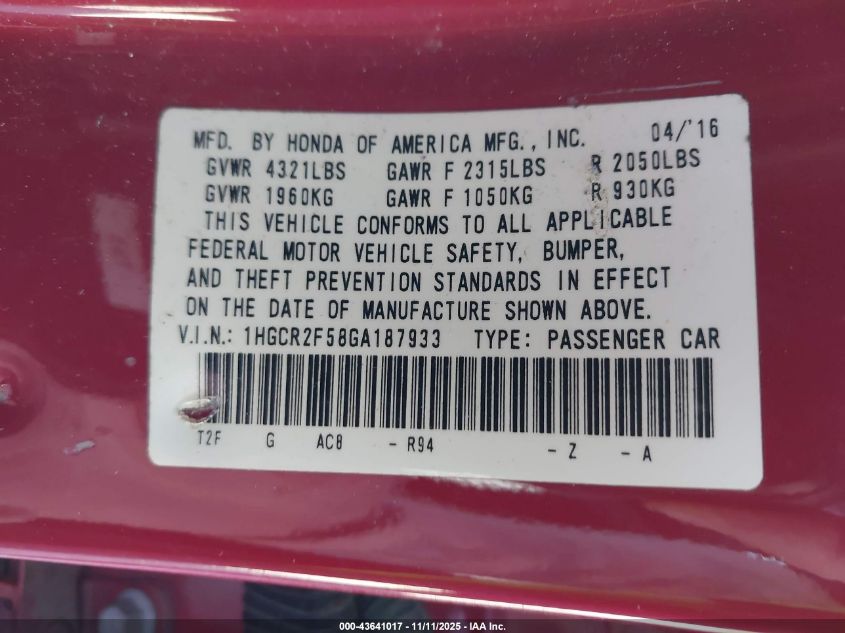 MFD. BY HONDA OF AMERICA MFG., INC. 04/'16
GVWR 4321LBS GAWR F 2315LBS R 2050LBS
GVWR 1960KG GAWR F 1050KG R 930KG
THIS VEHICLE CONFORMS TO ALL APPLICABLE
FEDERAL MOTOR VEHICLE SAFETY, BUMPER,
AND THEFT PREVENTION STANDARDS IN EFFECT
ON THE DATE OF MANUFACTURE SHOWN ABOVE.
V.I.N.: 1HGCR2F58GA187933 TYPE: PASSENGER CAR
T2F G AC8 - R94 - Z - A
000-43641017 - 11/11/2025 - IAA Inc.